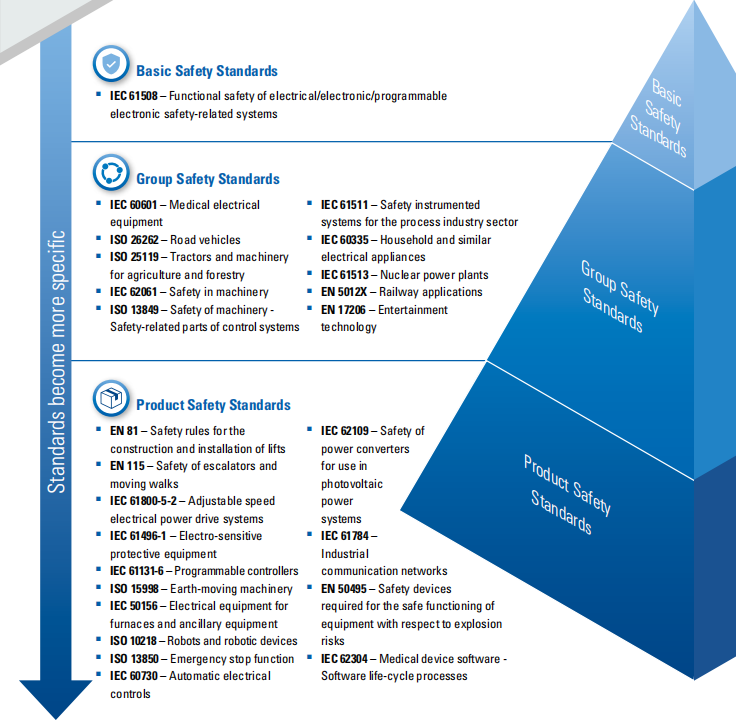 Basic Safety Standards
IEC 61508 – Functional safety of electrical/electronic/programmable
electronic safety-related systems
Group Safety Standards
IEC 60601 – Medical electrical
equipment
ISO 26262 – Road vehicles
ISO 25119 – Tractors and machinery
for agriculture and forestry
IEC 62061 – Safety in machinery
ISO 13849 – Safety of machinery -
Safety-related parts of control systems
IEC 61511 – Safety instrumented
systems for the process industry sector
IEC 60335 – Household and similar
electrical appliances
IEC 61513 – Nuclear power plants
EN 5012X – Railway applications
EN 17206 – Entertainment
technology
Product Safety Standards
EN 81 – Safety rules for the
construction and installation of lifts
EN 115 – Safety of escalators and
moving walks
IEC 61800-5-2 – Adjustable speed
electrical power drive systems
IEC 61496-1 – Electro-sensitive
protective equipment
IEC 61131-6 – Programmable controllers
ISO 15998 – Earth-moving machinery
IEC 50156 – Electrical equipment for
furnaces and ancillary equipment
ISO 10218 – Robots and robotic devices
ISO 13850 – Emergency stop function
IEC 60730 – Automatic electrical
controls
IEC 62109 – Safety of
power converters
for use in
photovoltaic
power
systems
IEC 61784 –
Industrial
communication networks
EN 50495 – Safety devices
required for the safe functioning of
equipment with respect to explosion
risks
IEC 62304 – Medical device software -
Software life-cycle processes
Standards become more specific
Basic
Safety
Standards
Group Safety
Standards
Product Safety
Standards